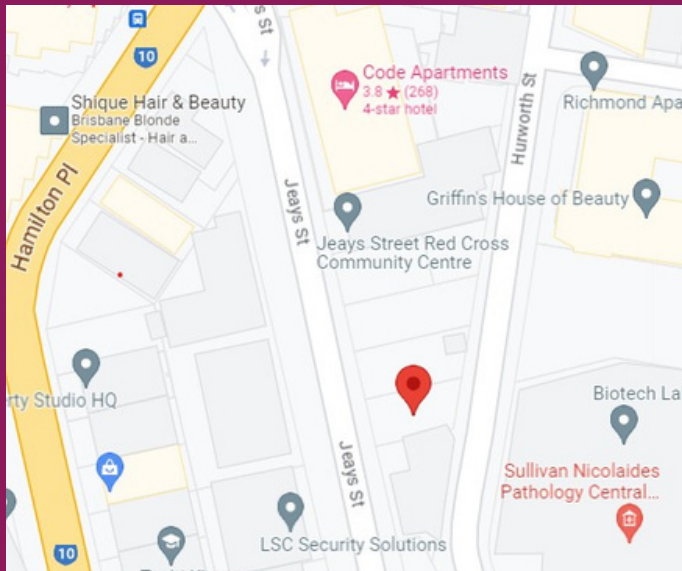 s St
10
Code Apartments
3.8 ★ (268)
4-star hotel
Shique Hair & Beauty
Brisbane Blonde
Specialist - Hair a...
Hurworth St
Richmond Apa
Hamilton Pl
Jeays St
Griffin's House of Beauty
Jeays Street Red Cross
Community Centre
rty Studio HQ
Biotech La
Jeays St
Sullivan Nicolaides
Pathology Central...
LSC Security Solutions
10